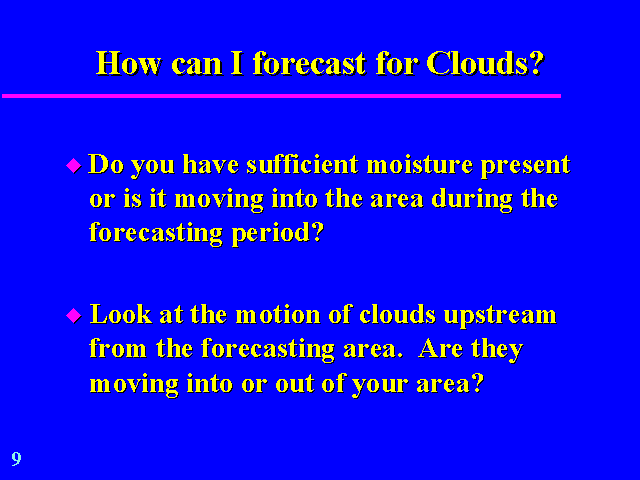 How can I forecast for Clouds?
Do you have sufficient moisture present
or is it moving into the area during the
forecasting period?
Look at the motion of clouds upstream
from the forecasting area.  Are they
moving into or out of your area?
9